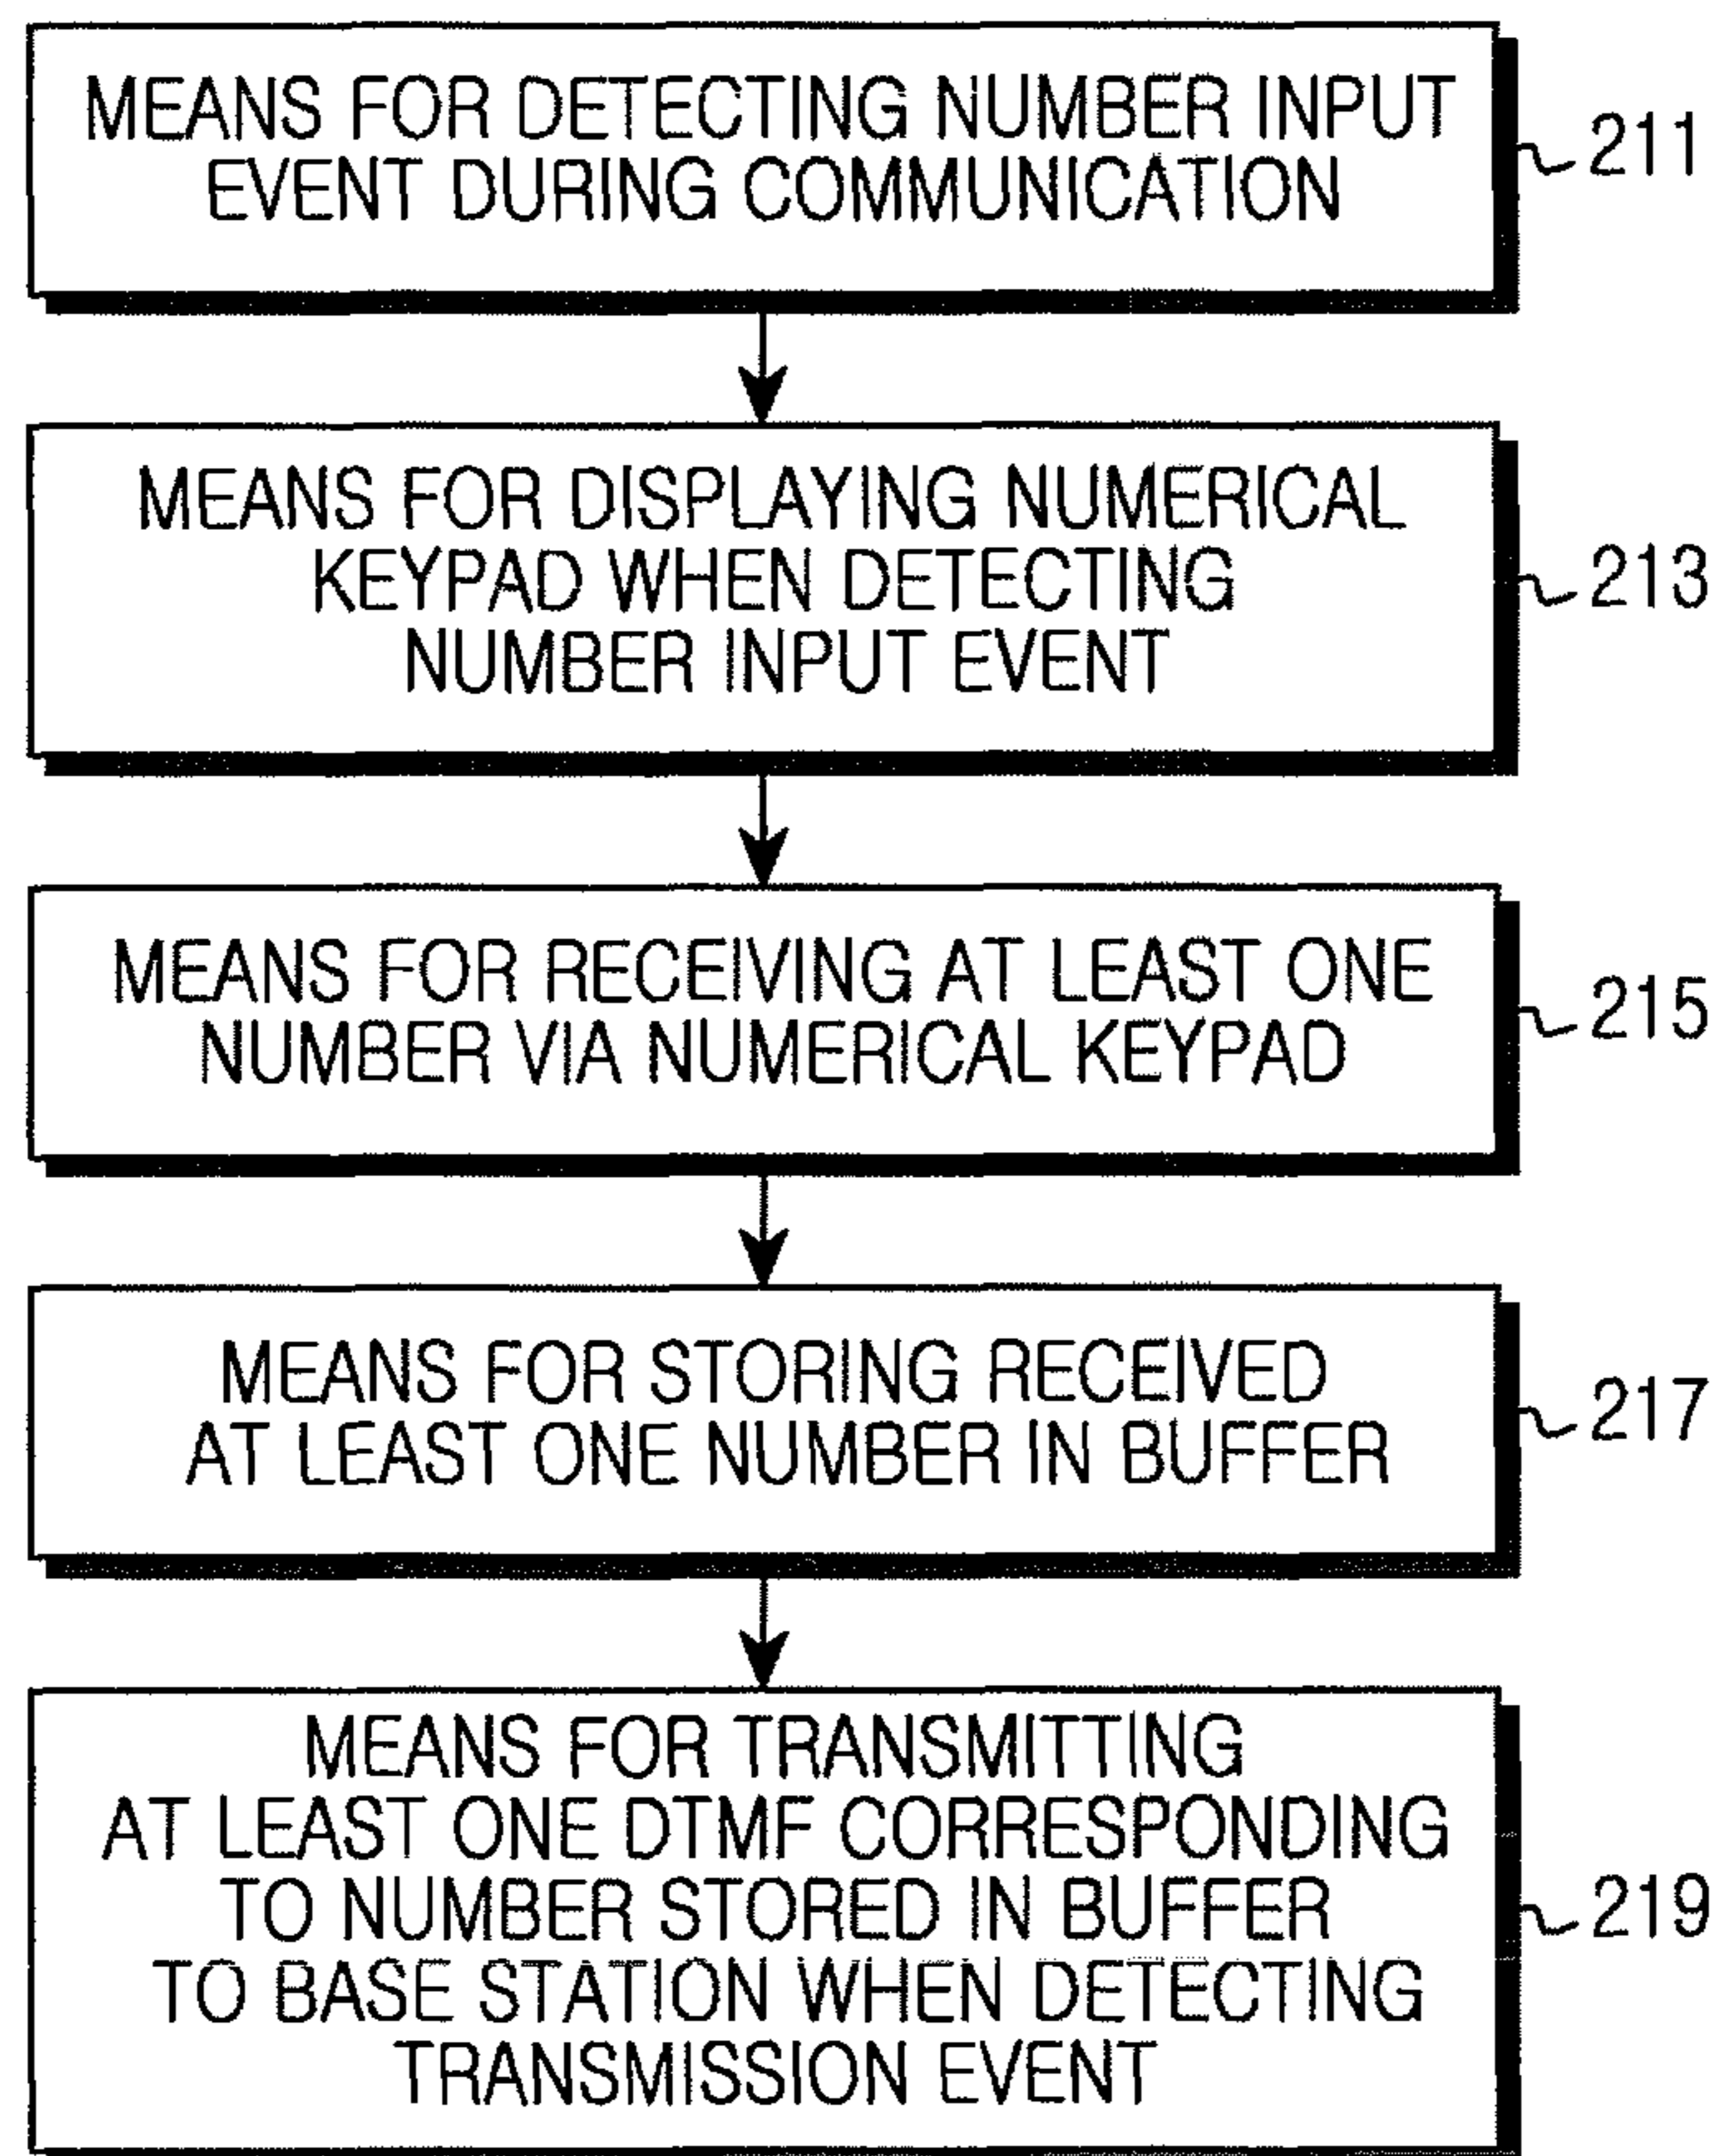 MEANS FOR DETECTING NUMBER INPUT
EVENT DURING COMMUNICATION
211
MEANS FOR DISPLAYING NUMERICAL
KEYPAD WHEN DETECTING
NUMBER INPUT EVENT
213
MEANS FOR RECEIVING AT LEAST ONE
NUMBER VIA NUMERICAL KEYPAD
215
MEANS FOR STORING RECEIVED
AT LEAST ONE NUMBER IN BUFFER
217
MEANS FOR TRANSMITTING
AT LEAST ONE DTMF CORRESPONDING
TO NUMBER STORED IN BUFFER
TO BASE STATION WHEN DETECTING
TRANSMISSION EVENT
219